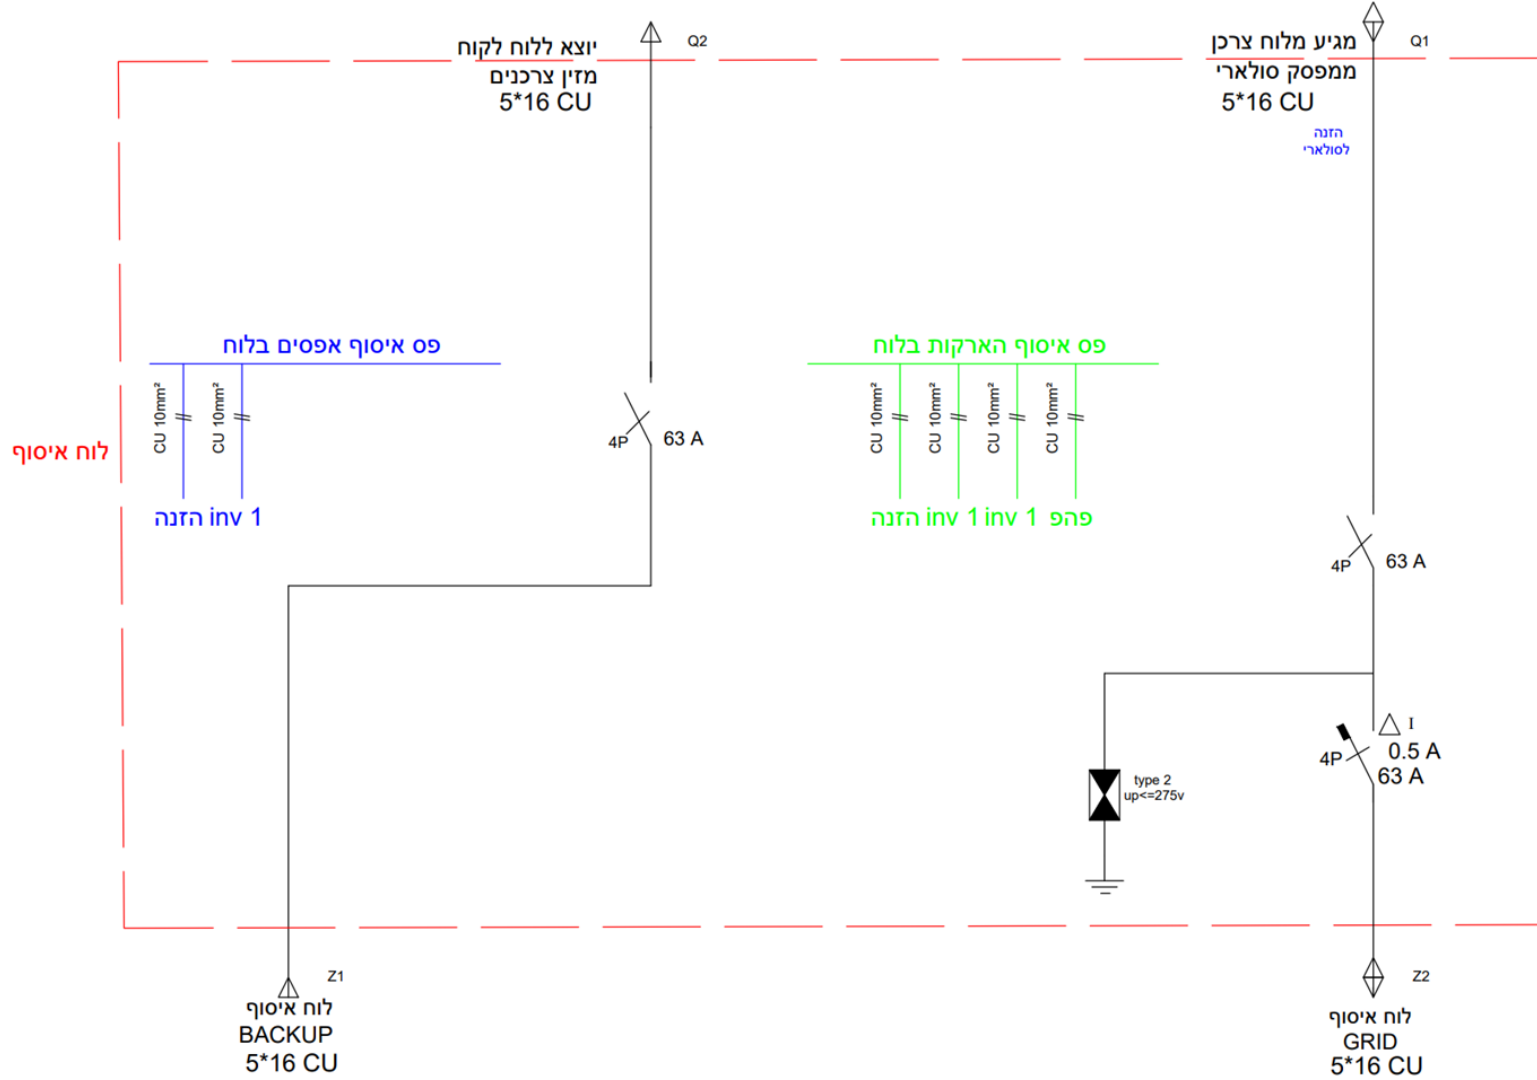 יוצא ללוח לקוח
מזין צרכנים
5*16 CU
Q2
מגיע מלוח צרכן
ממפסק סולארי
5*16 CU
Q1
הזנה
לסולארי
פס איסוף אפסים בלוח
CU 10mm²
CU 10mm²
הזנה inv 1
4P
63 A
פס איסוף הארקות בלוח
CU 10mm²
CU 10mm²
CU 10mm²
CU 10mm²
הזנה inv 1 inv 1 פהפ
לוח איסוף
4P
63 A
I
0.5 A
4P
63 A
type 2
up<=275v
Z1
לוח איסוף
BACKUP
5*16 CU
Z2
לוח איסוף
GRID
5*16 CU